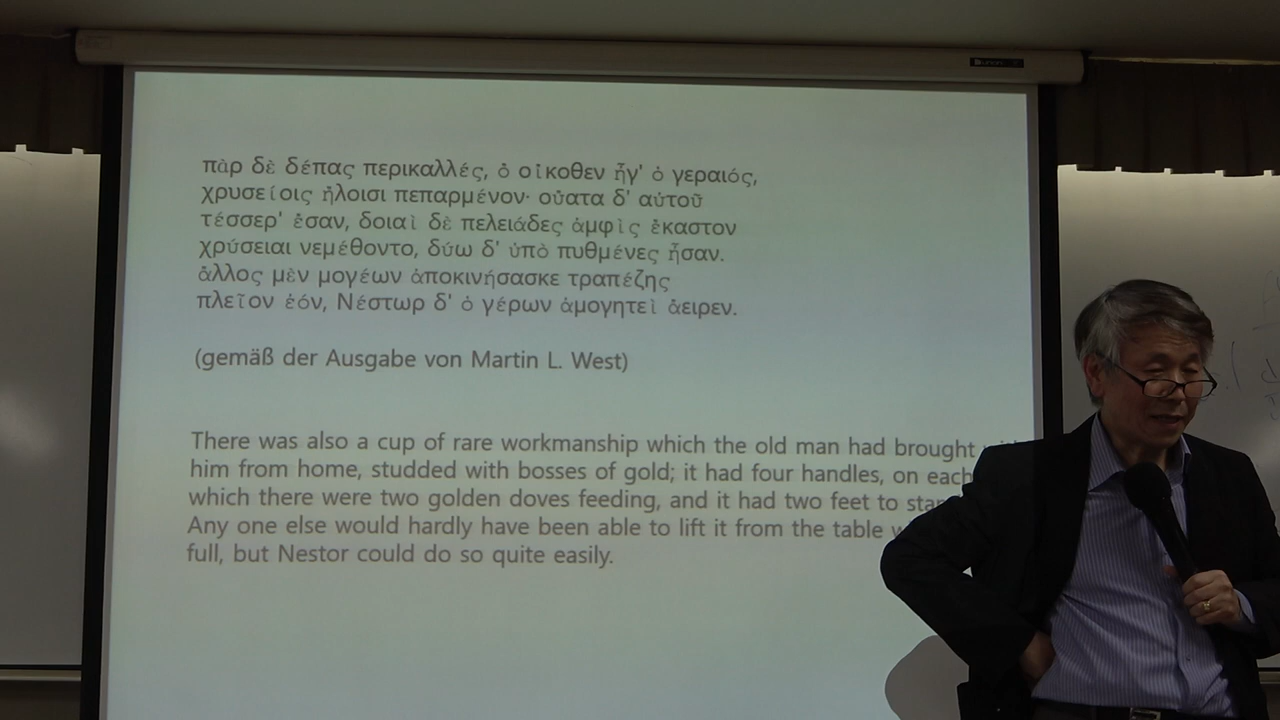 πὰρ δὲ δέπας περικαλλές, ὃ οἴκοθεν ἦγ' ὁ γεραιός,
χρυσείοις ἥλοισι πεπαρμένον· οὔατα δ' αὐτοῦ
τέσσερ' ἔσαν, δοιαὶ δὲ πελειάδες ἀμφὶς ἕκαστον
χρύσειαι νεμέθοντο, δύω δ' ὑπὸ πυθμένες ἦσαν.
ἄλλος μὲν μογέων ἀποκινήσασκε τραπέζης
πλεῖον ἐόν, Νέστωρ δ' ὁ γέρων ἀμογητεὶ ἄειρεν.
(gemäß der Ausgabe von Martin L. West)
There was also a cup of rare workmanship which the old man had brought
him from home, studded with bosses of gold; it had four handles, on each
which there were two golden doves feeding, and it had two feet to
Any one else would hardly have been able to lift it from the table
full, but Nestor could do so quite easily.